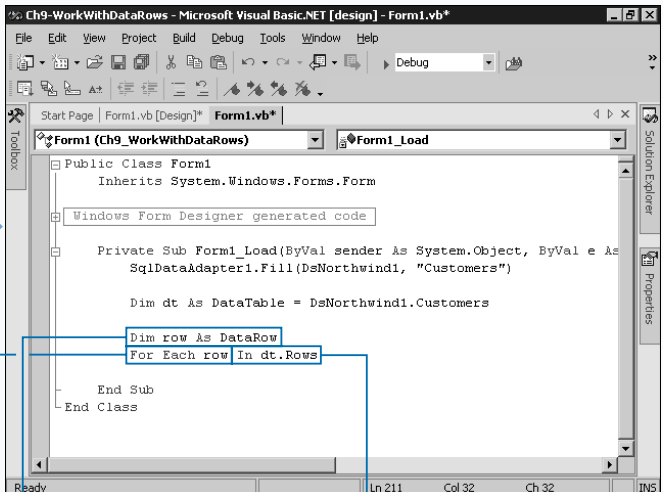 Ch9-WorkWithDataRows - Microsoft Visual Basic.NET [design] - Form1.vb*
File Edit View Project Build Debug Tools Window Help
Debug
Start Page Form1.vb [Design]* Form1.vb*
Toolbox
Form1 (Ch9_WorkWithDataRows) Form1_Load
Solution Explorer
Properties
Public Class Form1
Inherits System.Windows.Forms.Form
Windows Form Designer generated code
Private Sub Form1_Load(ByVal sender As System.Object, ByVal e As
SqlDataAdapter1.Fill(DsNorthwind1, "Customers")
Dim dt As DataTable = DsNorthwind1.Customers
Dim row As DataRow
For Each row In dt.Rows
End Sub
End Class
Ready Ln 211 Col 32 Ch 32 INS